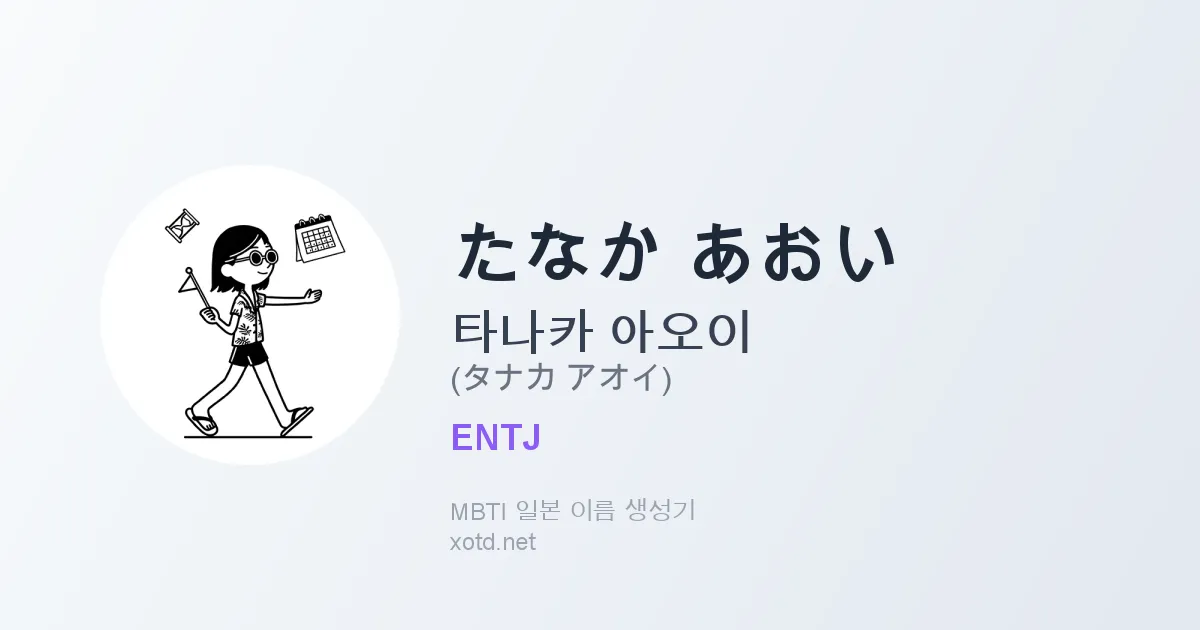 たなか あおい
타나카 아오이
(タナカ アオイ)
ENTJ
MBTI 일본 이름 생성기
xotd.net